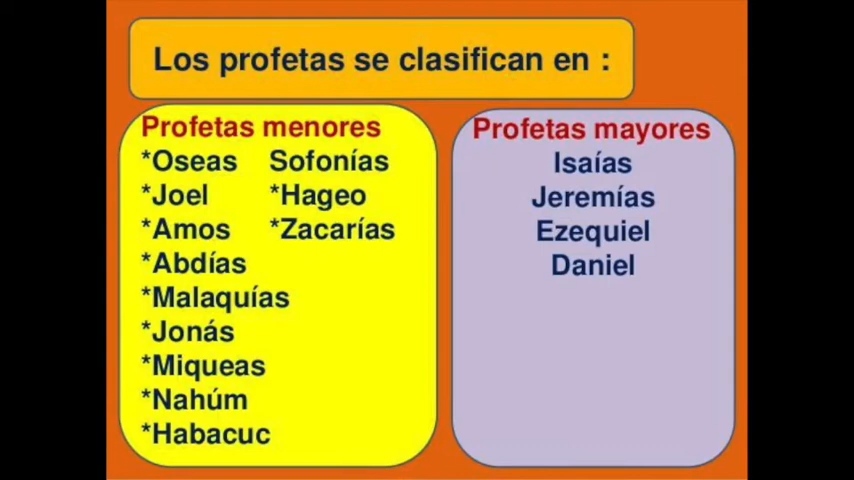 Los profetas se clasifican en :
Profetas menores
*Oseas Sofonías
*Joel *Hageo
*Amos *Zacarías
*Abdías
*Malaquías
*Jonás
*Miqueas
*Nahúm
*Habacuc
Profetas mayores
Isaías
Jeremías
Ezequiel
Daniel